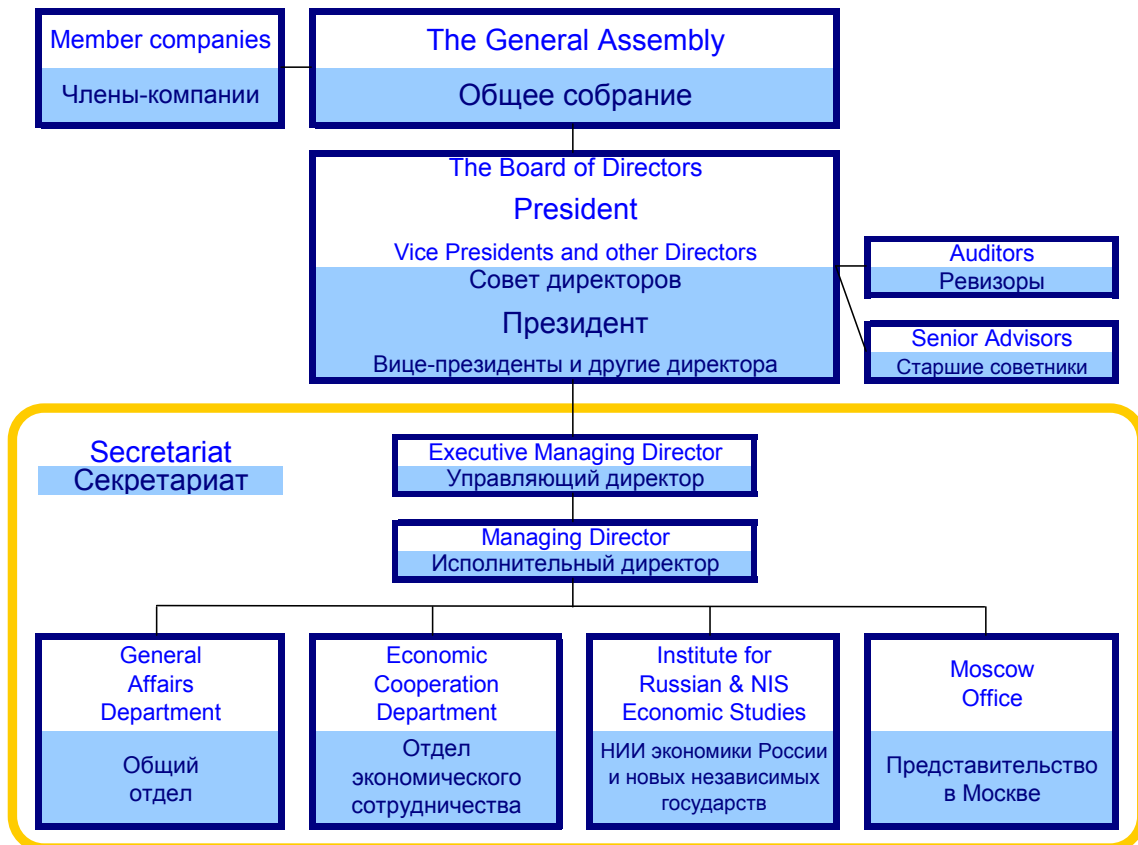 Member companies
Члены-компании
The General Assembly
Общее собрание
The Board of Directors
President
Vice Presidents and other Directors
Совет директоров
Президент
Вице-президенты и другие директора
Auditors
Ревизоры
Senior Advisors
Старшие советники
Secretariat
Секретариат
Executive Managing Director
Управляющий директор
Managing Director
Исполнительный директор
General
Affairs
Department
Общий
отдел
Economic
Cooperation
Department
Отдел
экономического
сотрудничества
Institute for
Russian & NIS
Economic Studies
НИИ экономики России
и новых независимых
государств
Moscow
Office
Представительство
в Москве